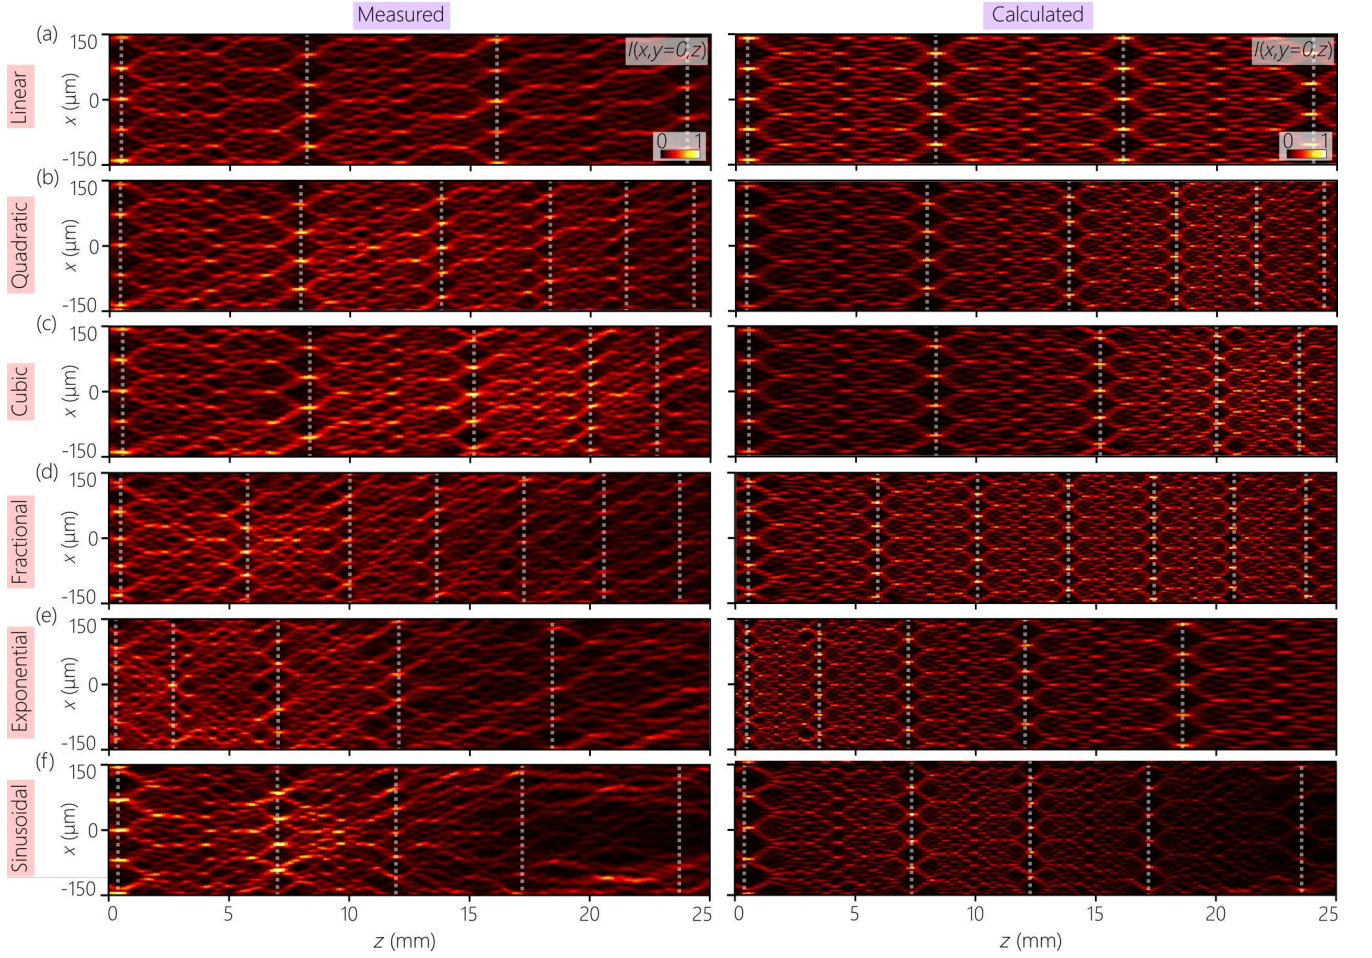 Measured
Calculated
(a)
Linear
x (μm)
150
0
-150
I(x,y=0,z)
0 1
I(x,y=0,z)
0 1
(b)
Quadratic
x (μm)
150
0
-150
(c)
Cubic
x (μm)
150
0
-150
(d)
Fractional
x (μm)
150
0
-150
(e)
Exponential
x (μm)
150
0
-150
(f)
Sinusoidal
x (μm)
150
0
-150
0 5 10 15 20 25
0 5 10 15 20 25
z (mm)
z (mm)